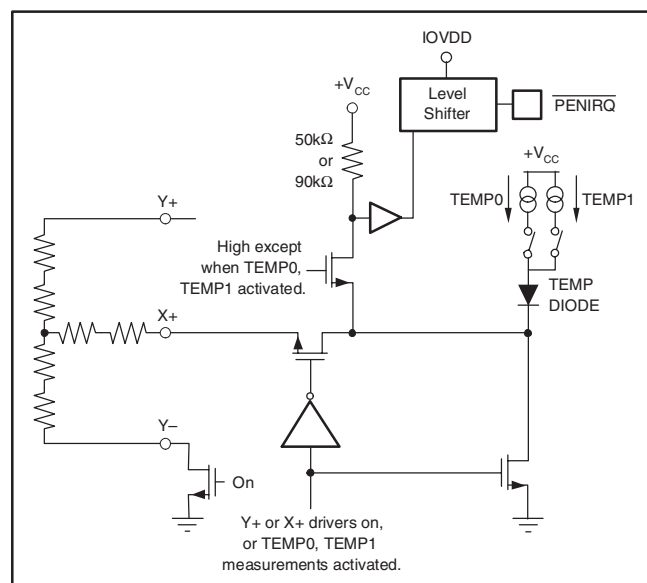 IOVDD
+VCC
Level
Shifter
PENIRQ
50kΩ
or
90kΩ
+VCC
TEMP0
TEMP1
Y+
High except
when TEMP0,
TEMP1 activated.
TEMP
DIODE
X+
Y–
On
Y+ or X+ drivers on,
or TEMP0, TEMP1
measurements activated.